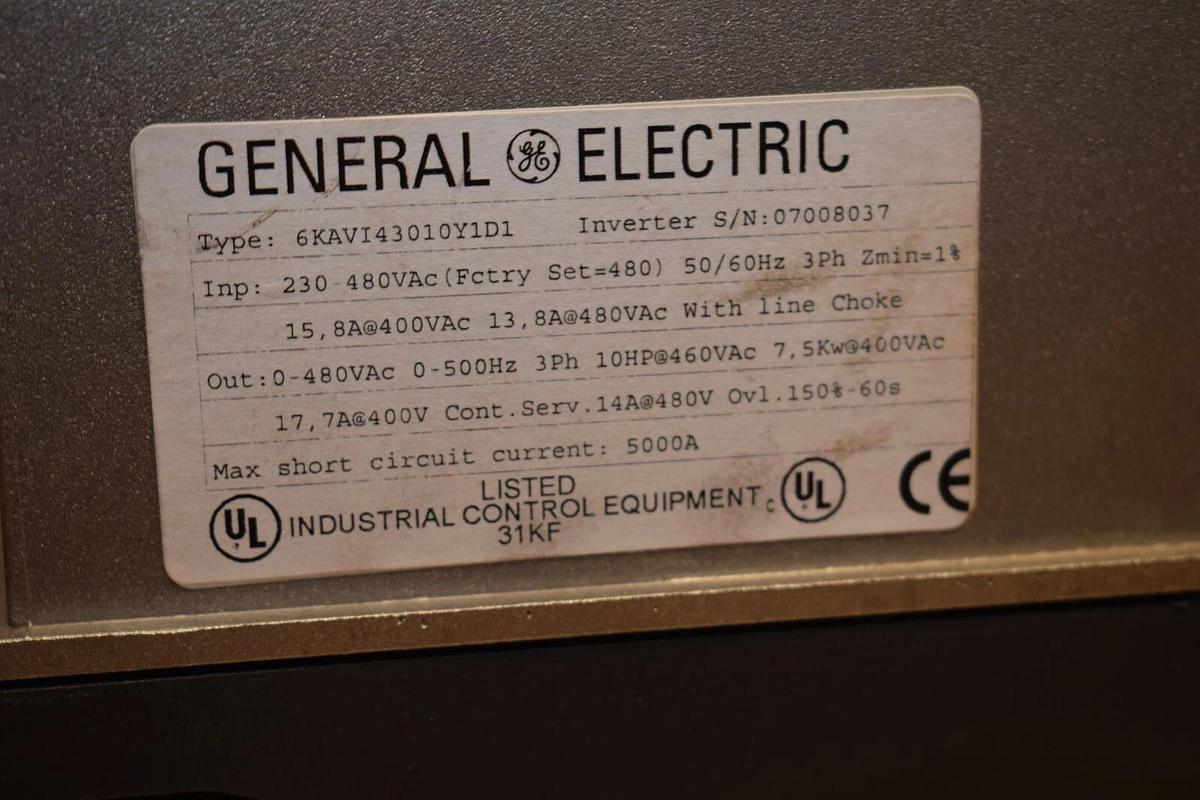 GENERAL GE ELECTRIC
Type: 6KAVI43010Y1D1 Inverter S/N:07008037
Inp: 230-480VAc(Fctry Set=480) 50/60Hz 3Ph Zmin=1%
15,8A@400VAc 13,8A@480VAc With line Choke
Out:0-480VAc 0-500Hz 3Ph 10HP@460VAc 7,5Kw@400VAc
17,7A@400V Cont.Serv.14A@480V Ovl.150%-60s
Max short circuit current: 5000A
LISTED
UL INDUSTRIAL CONTROL EQUIPMENT c UL CE
31KF